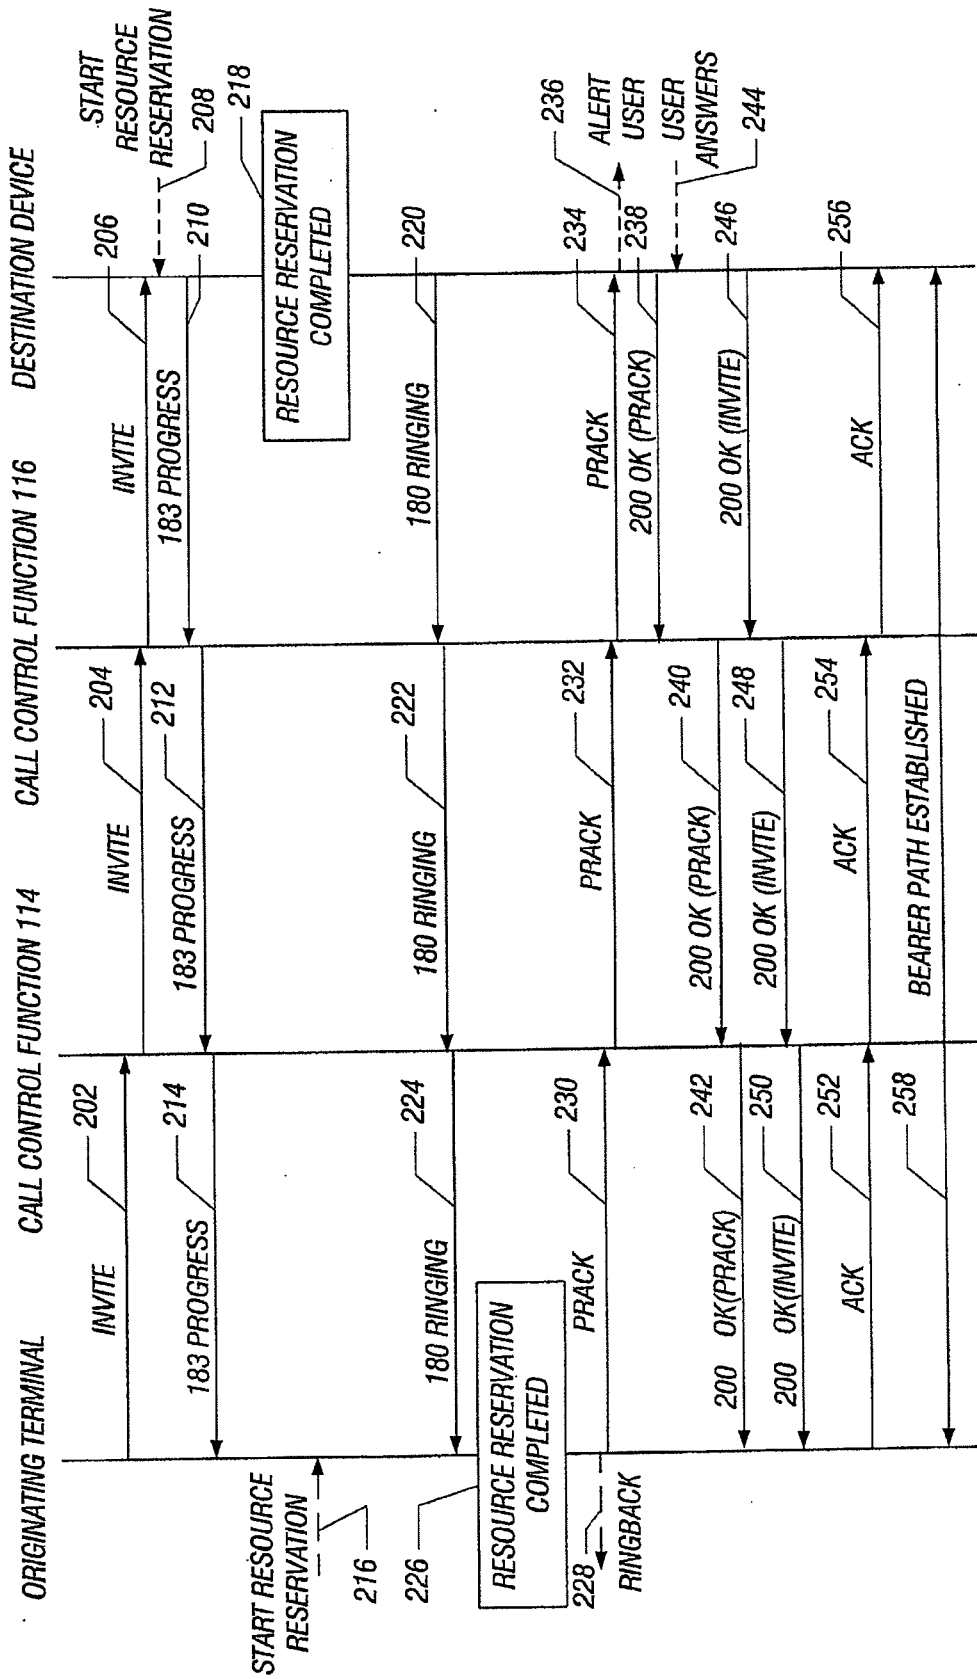 ORIGINATING TERMINAL
CALL CONTROL FUNCTION 114
CALL CONTROL FUNCTION 116
DESTINATION DEVICE
INVITE
202
INVITE
204
INVITE
206
START
RESOURCE
RESERVATION
208
183 PROGRESS
210
183 PROGRESS
212
183 PROGRESS
214
START RESOURCE
RESERVATION
216
RESOURCE RESERVATION
COMPLETED
218
180 RINGING
220
180 RINGING
222
180 RINGING
224
RESOURCE RESERVATION
COMPLETED
226
RINGBACK
228
PRACK
230
PRACK
232
PRACK
234
ALERT
USER
236
200 OK (PRACK)
238
200 OK (PRACK)
240
200 OK(PRACK)
242
USER
ANSWERS
244
200 OK (INVITE)
246
200 OK (INVITE)
248
200 OK(INVITE)
250
ACK
252
ACK
254
ACK
256
BEARER PATH ESTABLISHED
258